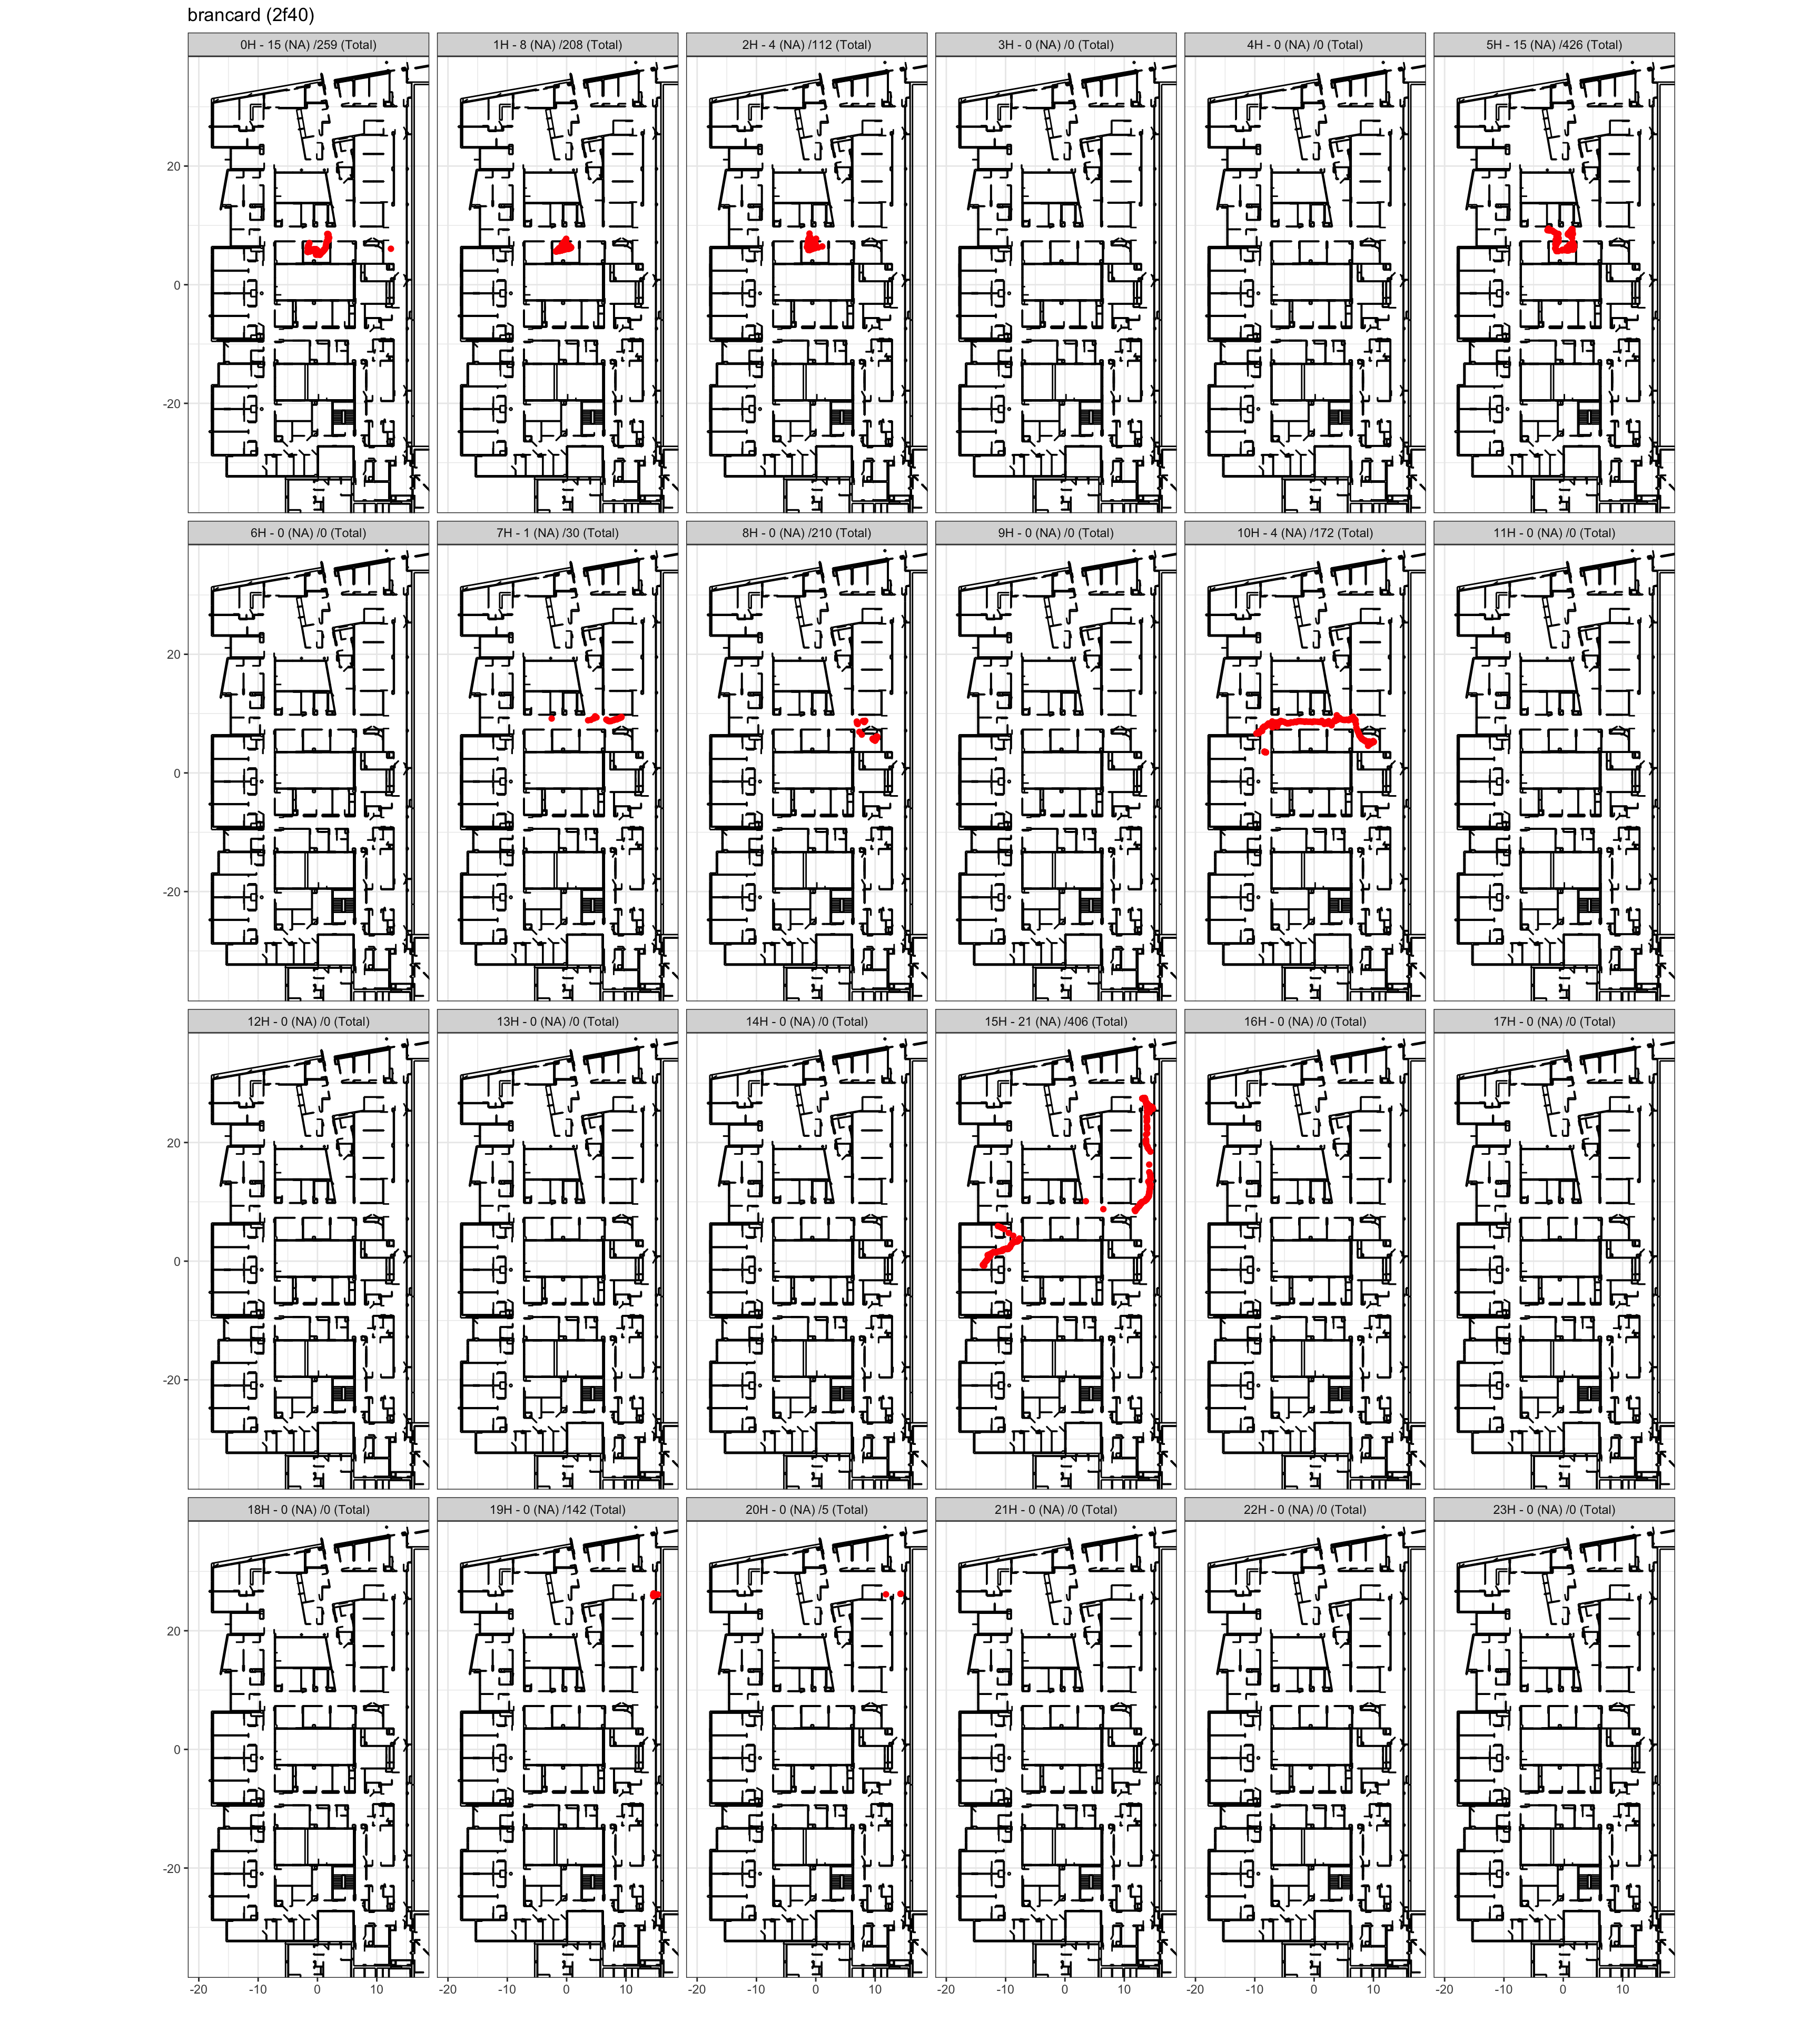 brancard (2f40)
0H - 15 (NA) /259 (Total)
1H - 8 (NA) /208 (Total)
2H - 4 (NA) /112 (Total)
3H - 0 (NA) /0 (Total)
4H - 0 (NA) /0 (Total)
5H - 15 (NA) /426 (Total)
20
0
-20
6H - 0 (NA) /0 (Total)
7H - 1 (NA) /30 (Total)
8H - 0 (NA) /210 (Total)
9H - 0 (NA) /0 (Total)
10H - 4 (NA) /172 (Total)
11H - 0 (NA) /0 (Total)
20
0
-20
12H - 0 (NA) /0 (Total)
13H - 0 (NA) /0 (Total)
14H - 0 (NA) /0 (Total)
15H - 21 (NA) /406 (Total)
16H - 0 (NA) /0 (Total)
17H - 0 (NA) /0 (Total)
20
0
-20
18H - 0 (NA) /0 (Total)
19H - 0 (NA) /142 (Total)
20H - 0 (NA) /5 (Total)
21H - 0 (NA) /0 (Total)
22H - 0 (NA) /0 (Total)
23H - 0 (NA) /0 (Total)
20
0
-20
-20 -10 0 10
-20 -10 0 10
-20 -10 0 10
-20 -10 0 10
-20 -10 0 10
-20 -10 0 10